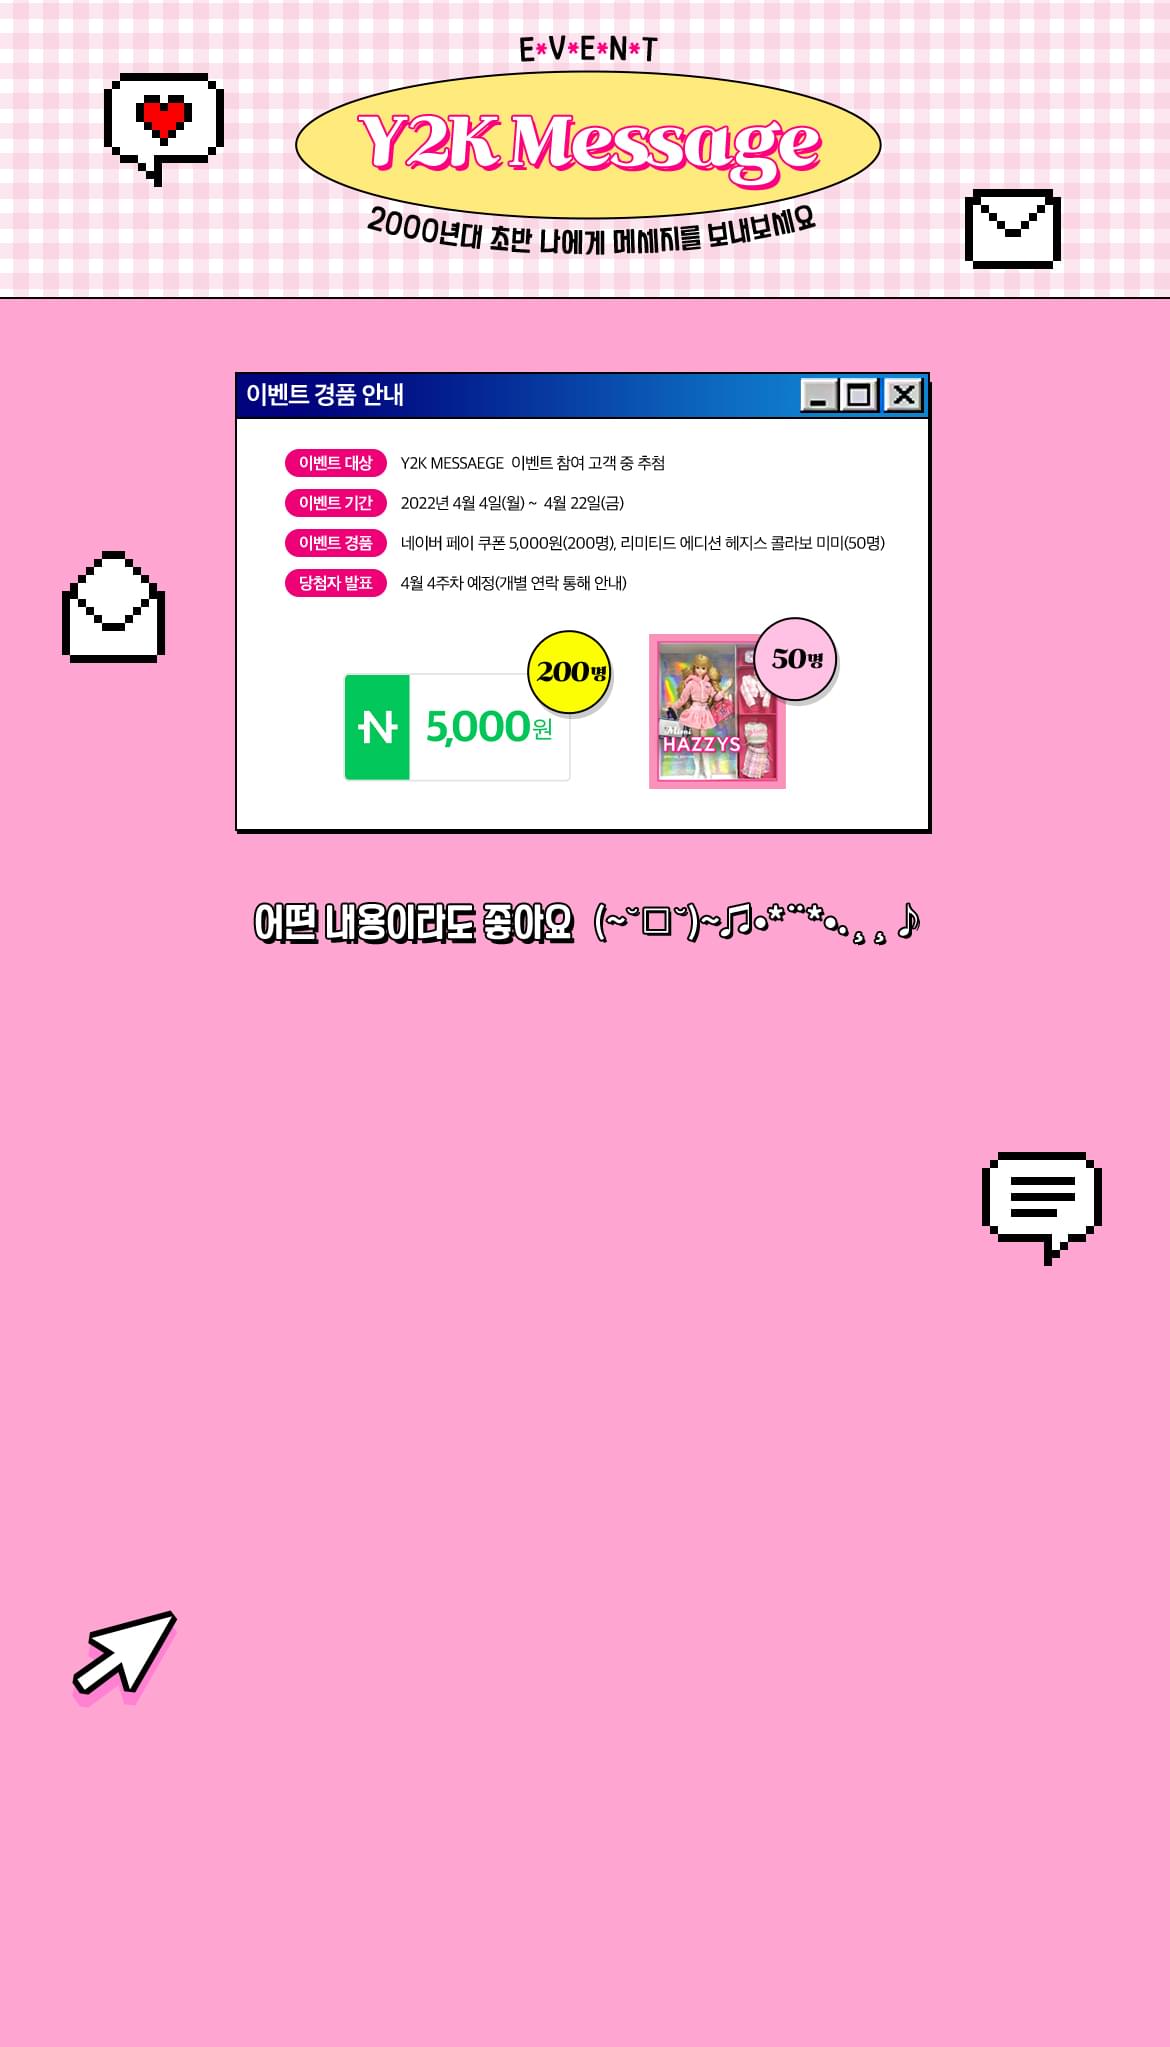 E*V*E*N*T
Y2K Message
2000년대 초반 나에게 메세지를 보내보세요
이벤트 경품 안내
이벤트 대상 Y2K MESSAEGE 이벤트 참여 고객 중 추첨
이벤트 기간 2022년 4월 4일(월) ~ 4월 22일(금)
이벤트 경품 네이버 페이 쿠폰 5,000원(200명), 리미티드 에디션 헤지스 콜라보 미미(50명)
당첨자 발표 4월 4주차 예정(개별 연락 통해 안내)
200명
50명
5,000원
Mimi
HAZZYS
어떤 내용이라도 좋아요 (~˘ㅁ˘)~♫•*¨*•.¸¸♪